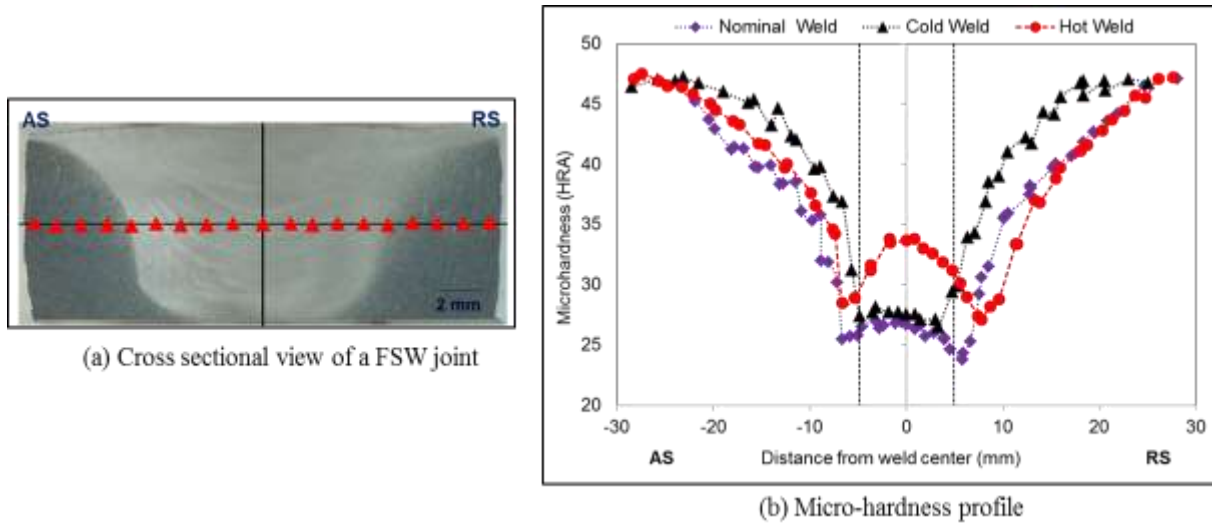 AS RS
2 mm
(a) Cross sectional view of a FSW joint
Nominal Weld Cold Weld Hot Weld
50
45
40
35
30
25
20
Microhardness (HRA)
-30 -20 -10 0 10 20 30
AS Distance from weld center (mm) RS
(b) Micro-hardness profile